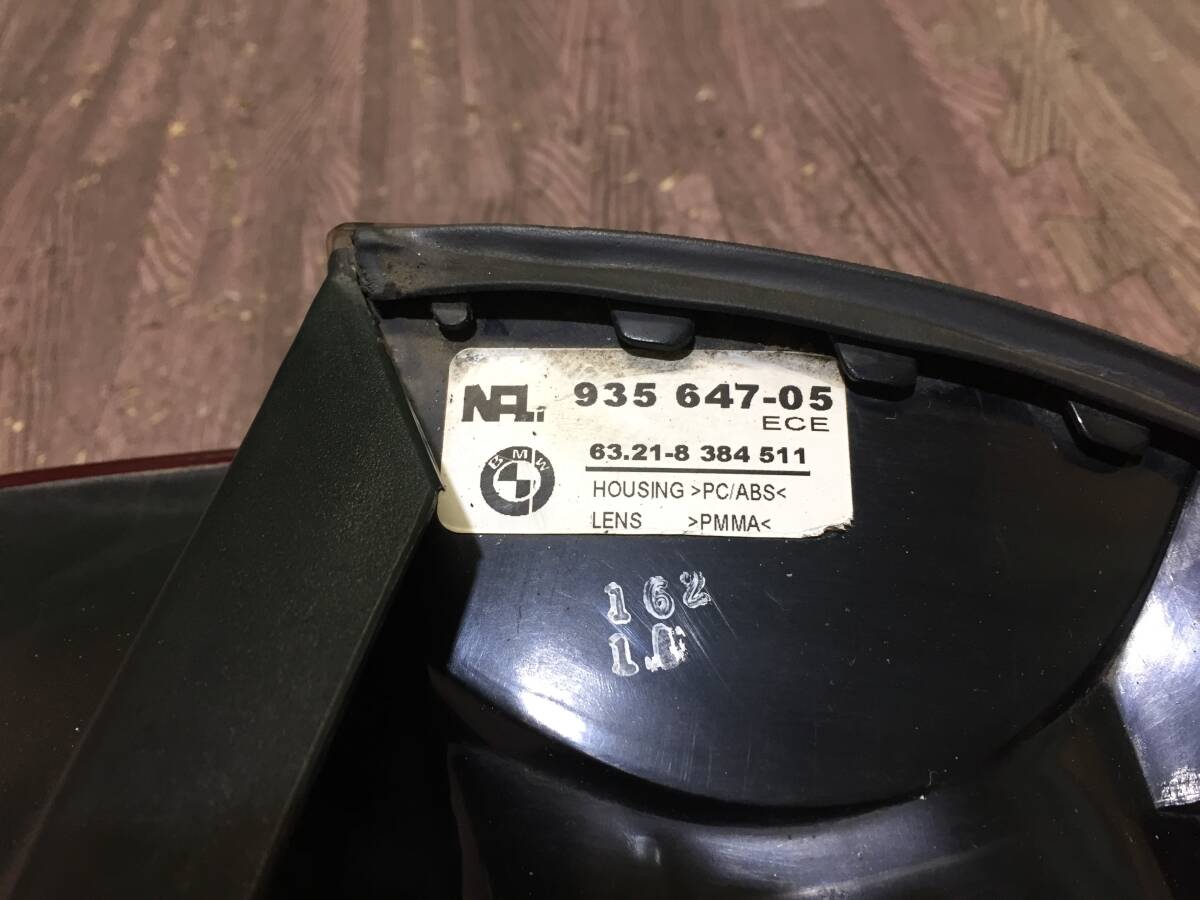 NAL. 935 647-05
ECE
BMW 63.21-8 384 511
HOUSING >PC/ABS<
LENS >PMMA<
162